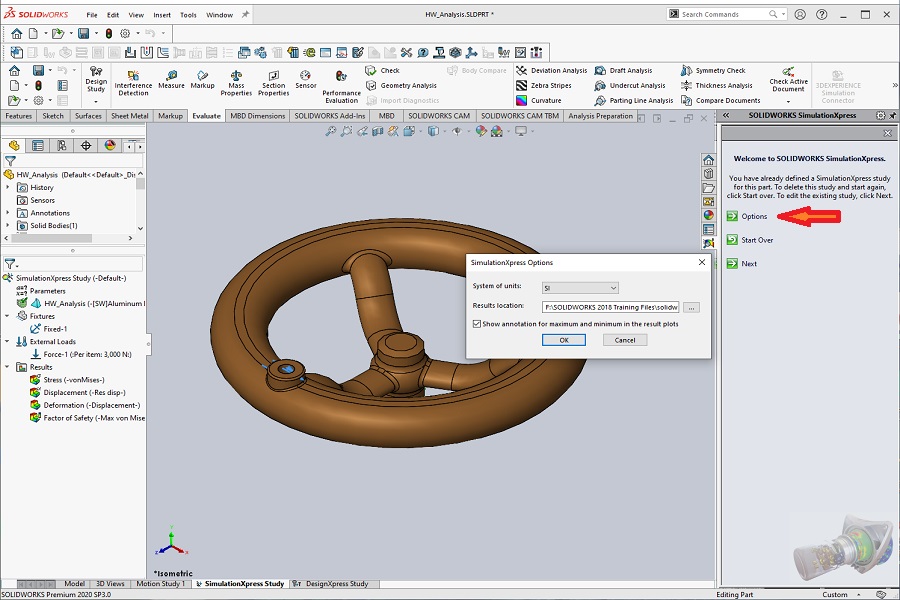 SOLIDWORKS
File Edit View Insert Tools Window
HW_Analysis.SLDPRT *
Search Commands
Design Study
Interference Detection
Measure
Markup
Mass Properties
Section Properties
Sensor
Performance Evaluation
Check
Geometry Analysis
Import Diagnostics
Body Compare
Deviation Analysis
Zebra Stripes
Curvature
Draft Analysis
Undercut Analysis
Parting Line Analysis
Symmetry Check
Thickness Analysis
Compare Documents
Check Active Document
3DEXPERIENCE Simulation Connector
Features Sketch Surfaces Sheet Metal Markup Evaluate MBD Dimensions SOLIDWORKS Add-Ins MBD SOLIDWORKS CAM SOLIDWORKS CAM TBM Analysis Preparation
HW_Analysis (Default<<Default>_Dis
History
Sensors
Annotations
Solid Bodies(1)
SimulationXpress Study (-Default-)
Parameters
HW_Analysis (-[SW]Aluminum
Fixtures
Fixed-1
External Loads
Force-1 (:Per item: 3,000 N:)
Results
Stress (-vonMises-)
Displacement (-Res disp-)
Deformation (-Displacement-)
Factor of Safety (-Max von Mise
SimulationXpress Options
System of units: SI
Results location: F:\SOLIDWORKS 2018 Training Files\solidw ...
Show annotation for maximum and minimum in the result plots
OK Cancel
SOLIDWORKS SimulationXpress
Welcome to SOLIDWORKS SimulationXpress.
You have already defined a SimulationXpress study
for this part. To delete this study and start again,
click Start over. To edit the existing study, click Next.
Options
Start Over
Next
*Isometric
Model 3D Views Motion Study 1 SimulationXpress Study DesignXpress Study
SOLIDWORKS Premium 2020 SP3.0
Editing Part
Custom